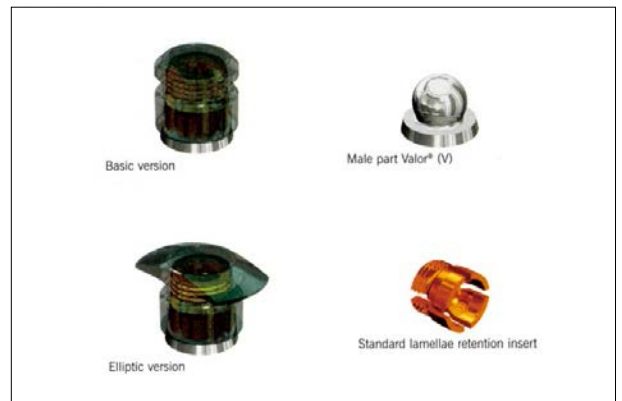 Basic version
Male part Valor® (V)
Elliptic version
Standard lamellae retention insert